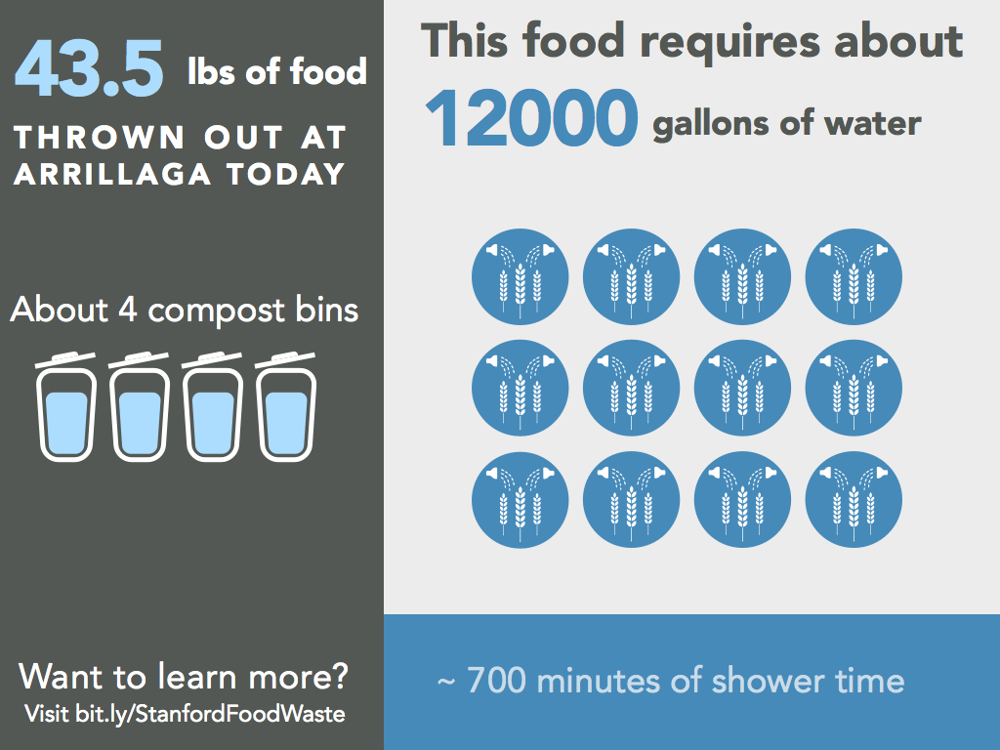 43.5 lbs of food
THROWN OUT AT
ARRILLAGA TODAY
About 4 compost bins
Want to learn more?
Visit bit.ly/StanfordFoodWaste
This food requires about
12000 gallons of water
~ 700 minutes of shower time